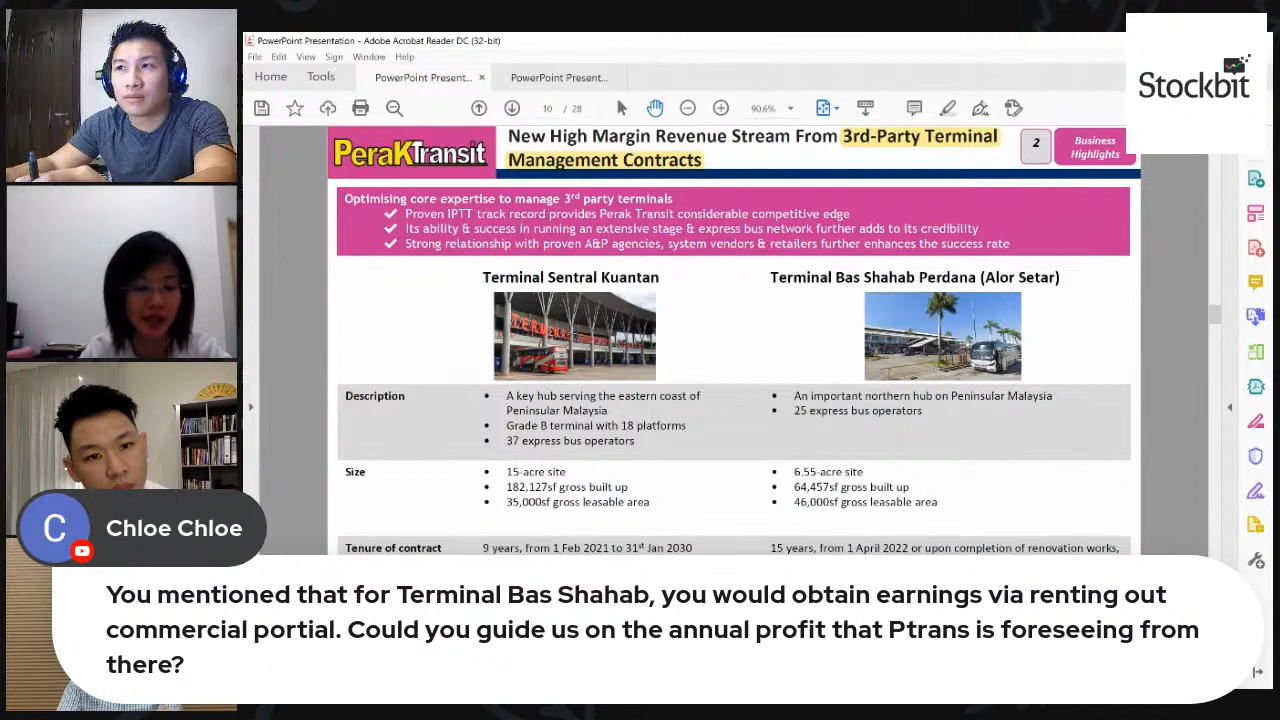 PowerPoint Presentation - Adobe Acrobat Reader DC (32-bit)
File Edit View Sign Window Help
Home Tools PowerPoint Present... × PowerPoint Present...
10 / 28 90.6%
Stockbit
PeraKTransit
New High Margin Revenue Stream From 3rd-Party Terminal
Management Contracts
2
Business
Highlights
Optimising core expertise to manage 3rd party terminals
✓ Proven IPTT track record provides Perak Transit considerable competitive edge
✓ Its ability & success in running an extensive stage & express bus network further adds to its credibility
✓ Strong relationship with proven A&P agencies, system vendors & retailers further enhances the success rate
Terminal Sentral Kuantan
Terminal Bas Shahab Perdana (Alor Setar)
Description
• A key hub serving the eastern coast of
Peninsular Malaysia
• Grade B terminal with 18 platforms
• 37 express bus operators
• An important northern hub on Peninsular Malaysia
• 25 express bus operators
Size
• 15-acre site
• 182,127sf gross built up
• 35,000sf gross leasable area
• 6.55-acre site
• 64,457sf gross built up
• 46,000sf gross leasable area
Tenure of contract
9 years, from 1 Feb 2021 to 31st Jan 2030
15 years, from 1 April 2022 or upon completion of renovation works,
C
Chloe Chloe
You mentioned that for Terminal Bas Shahab, you would obtain earnings via renting out
commercial portial. Could you guide us on the annual profit that Ptrans is foreseeing from
there?